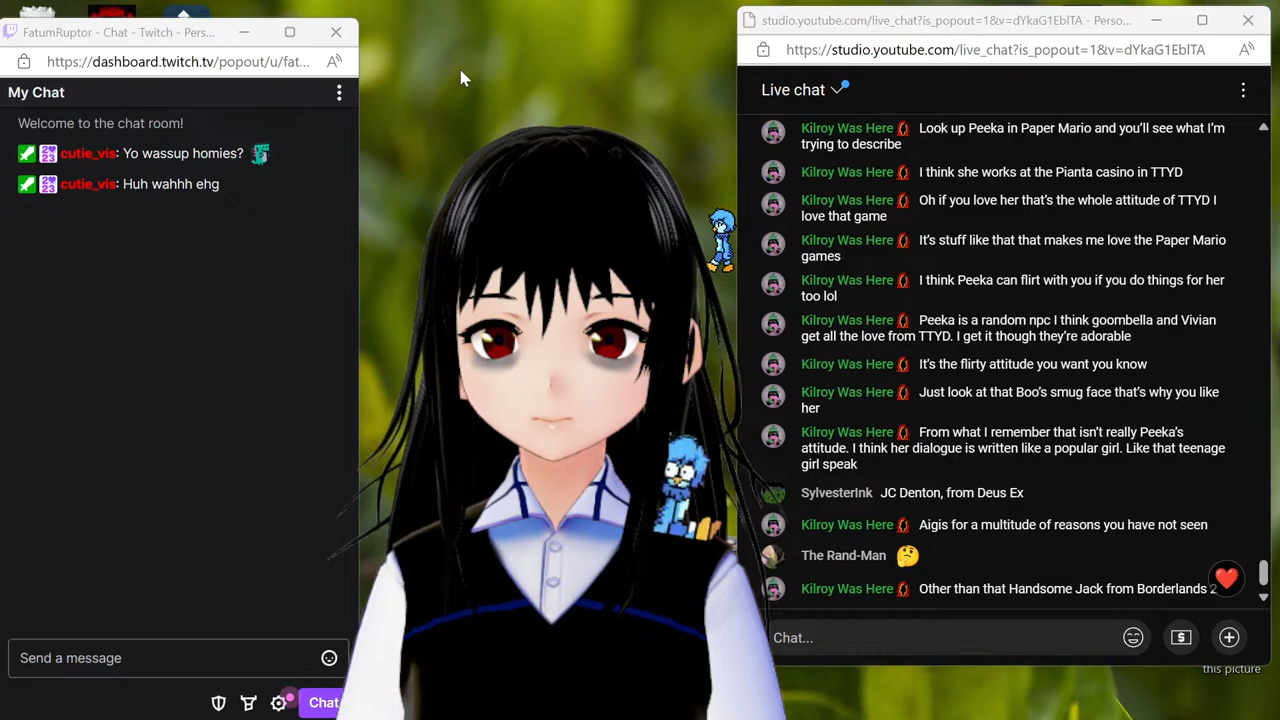 FatumRuptor - Chat - Twitch - Pers...
https://dashboard.twitch.tv/popout/u/fat...
My Chat
Welcome to the chat room!
cutie_vis: Yo wassup homies?
cutie_vis: Huh wahhh ehg
Send a message
Chat
studio.youtube.com/live_chat?is_popout=1&v=dYkaG1EblTA - Perso...
https://studio.youtube.com/live_chat?is_popout=1&v=dYkaG1EblTA
Live chat
Kilroy Was Here Look up Peeka in Paper Mario and you'll see what I'm
trying to describe
Kilroy Was Here I think she works at the Pianta casino in TTYD
Kilroy Was Here Oh if you love her that's the whole attitude of TTYD I
love that game
Kilroy Was Here It's stuff like that that makes me love the Paper Mario
games
Kilroy Was Here I think Peeka can flirt with you if you do things for her
too lol
Kilroy Was Here Peeka is a random npc I think goombella and Vivian
get all the love from TTYD. I get it though they're adorable
Kilroy Was Here It's the flirty attitude you want you know
Kilroy Was Here Just look at that Boo's smug face that's why you like
her
Kilroy Was Here From what I remember that isn't really Peeka's
attitude. I think her dialogue is written like a popular girl. Like that teenage
girl speak
SylvesterInk JC Denton, from Deus Ex
Kilroy Was Here Aigis for a multitude of reasons you have not seen
The Rand-Man 🤔
Kilroy Was Here Other than that Handsome Jack from Borderlands 2
Chat...
this picture